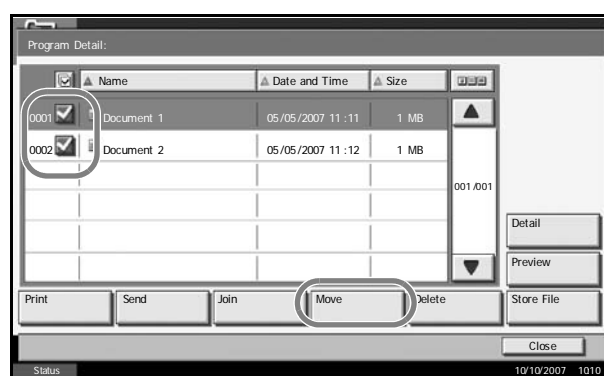 Program Detail:
Name Date and Time Size
0001 Document 1 05/05/2007 11:11 1 MB
0002 Document 2 05/05/2007 11:12 1 MB
001/001
Detail
Preview
Print Send Join Move Delete Store File
Close
Status 10/10/2007 10:10